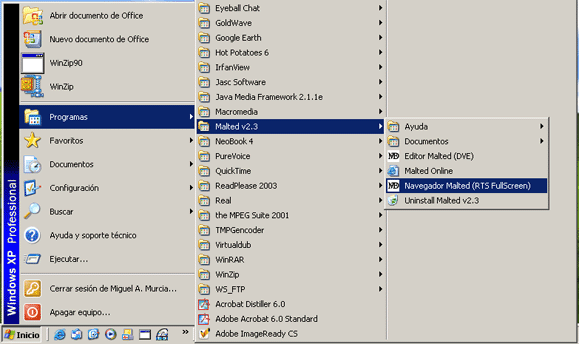 Abrir documento de Office
Nuevo documento de Office
WinZip90
WinZip
Programas
Favoritos
Documentos
Configuración
Buscar
Ayuda y soporte técnico
Ejecutar...
Cerrar sesión de Miguel A. Murcia...
Apagar equipo...
Windows XP Professional
Inicio
»
Eyeball Chat
GoldWave
Google Earth
Hot Potatoes 6
IrfanView
Jasc Software
Java Media Framework 2.1.1e
Macromedia
Malted v2.3
NeoBook 4
PureVoice
QuickTime
ReadPlease 2003
Real
the MPEG Suite 2001
TMPGencoder
Virtualdub
WinRAR
WinZip
WS_FTP
Acrobat Distiller 6.0
Adobe Acrobat 6.0 Standard
Adobe ImageReady CS
Ayuda
Documentos
Editor Malted (DVE)
Malted Online
Navegador Malted (RTS FullScreen)
Uninstall Malted v2.3